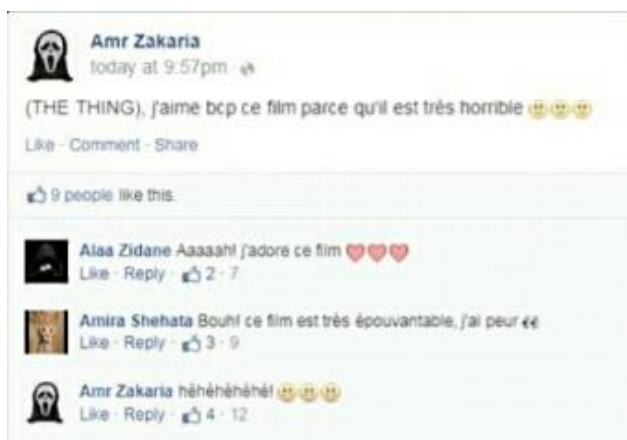 Amr Zakaria
today at 9:57pm
(THE THING), j'aime bcp ce film parce qu'il est très horrible
Like · Comment · Share
9 people like this.
Alaa Zidane Aaaaah! j'adore ce film
Like · Reply · 2 · 7
Amira Shehata Bouh! ce film est très épouvantable, j'ai peur
Like · Reply · 3 · 9
Amr Zakaria hèhèhèhèhè!
Like · Reply · 4 · 12